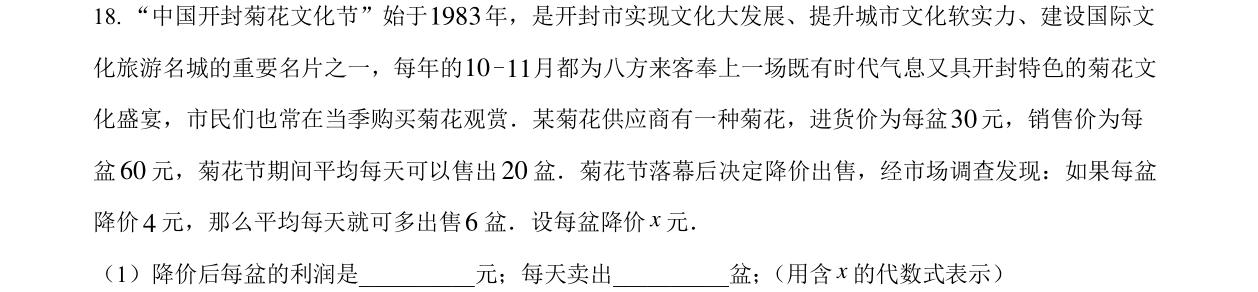 18. “中国开封菊花文化节”始于1983年，是开封市实现文化大发展、提升城市文化软实力、建设国际文
化旅游名城的重要名片之一，每年的10-11月都为八方来客奉上一场既有时代气息又具开封特色的菊花文
化盛宴，市民们也常在当季购买菊花观赏．某菊花供应商有一种菊花，进货价为每盆30元，销售价为每
盆60元，菊花节期间平均每天可以售出20盆．菊花节落幕后决定降价出售，经市场调查发现：如果每盆
降价4元，那么平均每天就可多出售6盆．设每盆降价x元．
（1）降价后每盆的利润是__________元；每天卖出__________盆；（用含x的代数式表示）